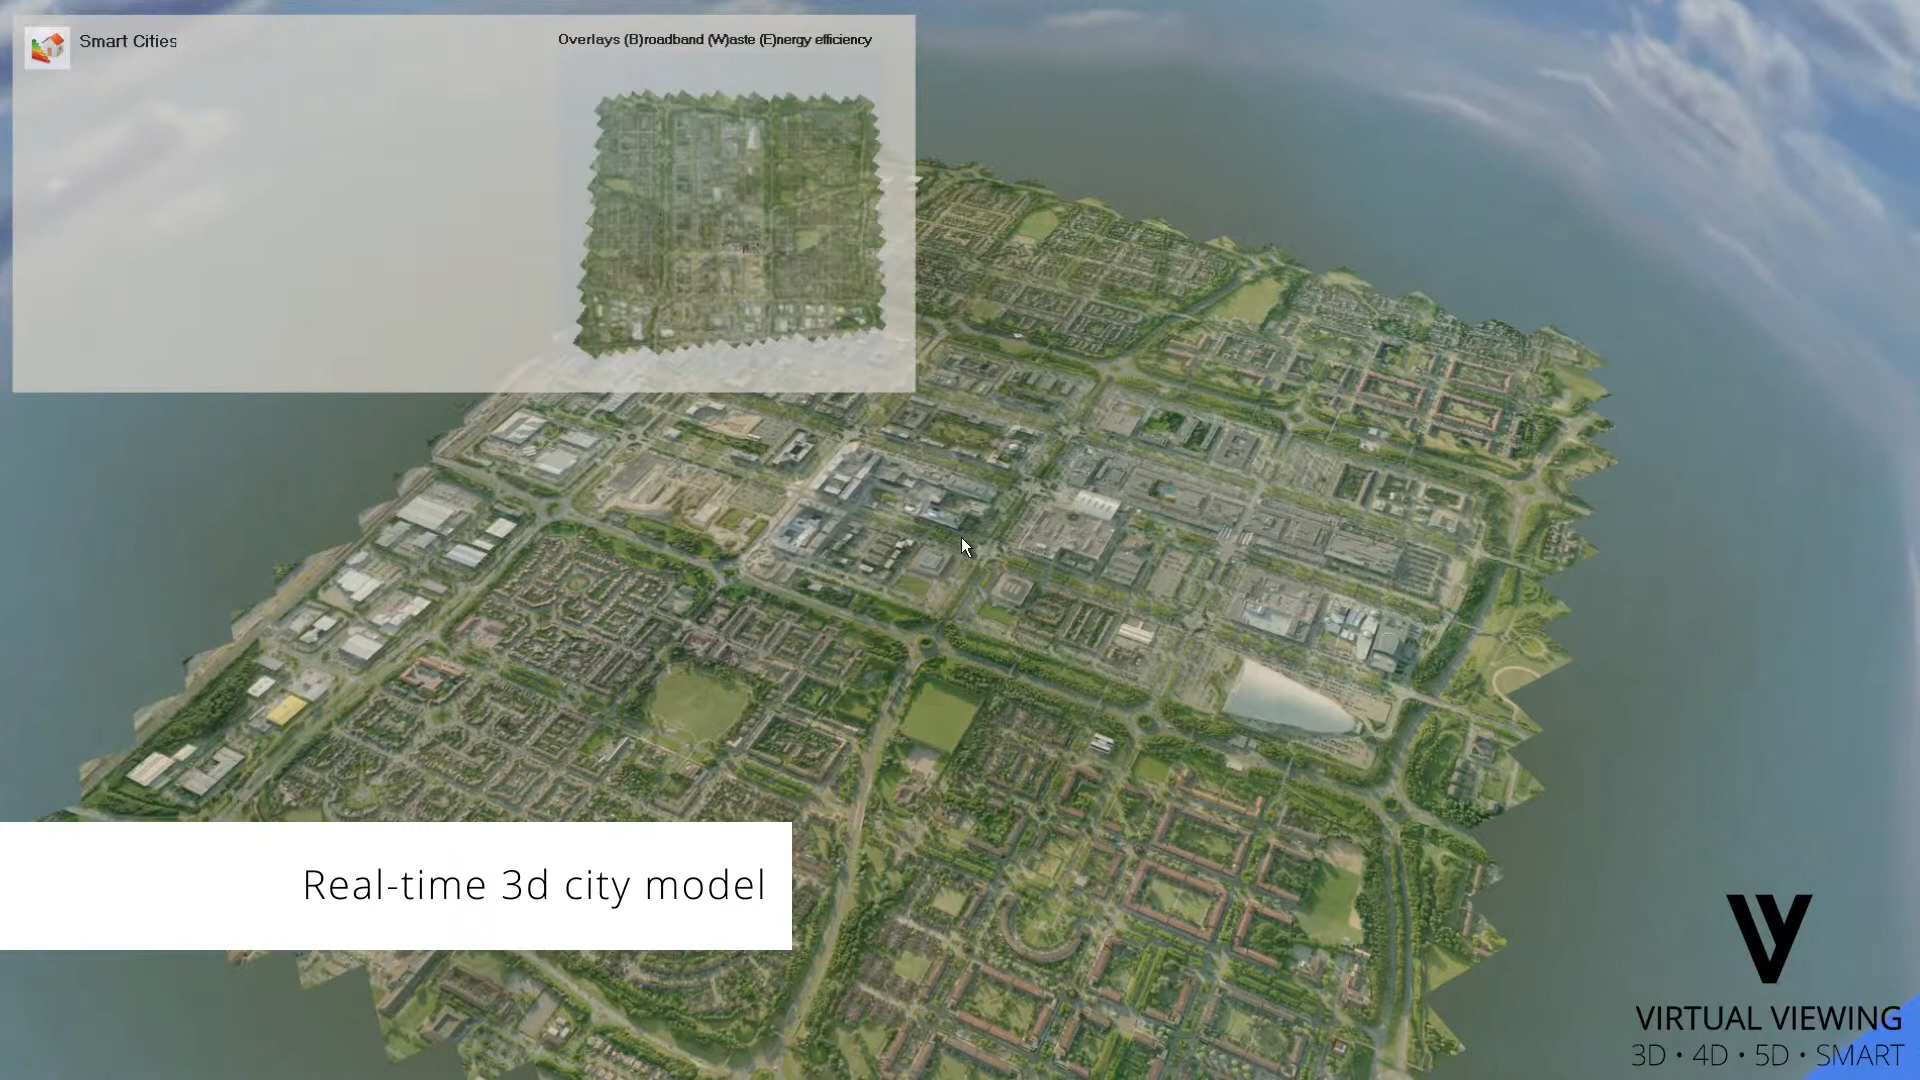 Smart Cities
Overlays (B)roadband (W)aste (E)nergy efficiency
Real-time 3d city model
VIRTUAL VIEWING
3D • 4D • 5D • SMART